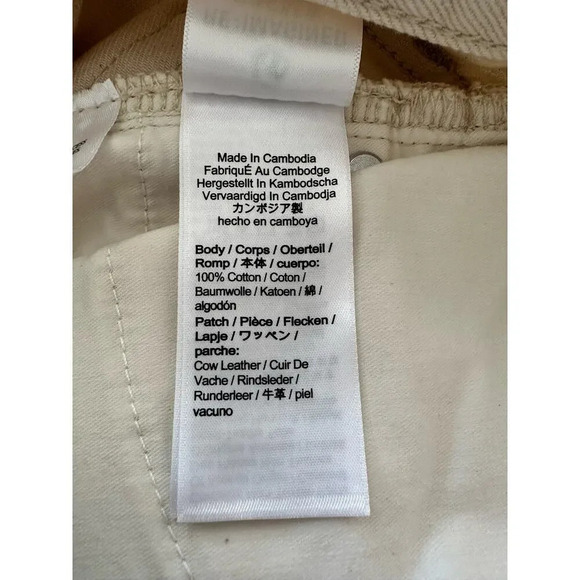 Made In Cambodia
FabriquÉ Au Cambodge
Hergestellt In Kambodscha
Vervaardigd In Cambodja
カンボジア製
hecho en camboya
Body / Corps / Oberteil /
Romp / 本体 / cuerpo:
100% Cotton / Coton /
Baumwolle / Katoen / 綿 /
algodón
Patch / Pièce / Flecken /
Lapje / ワッペン /
parche:
Cow Leather / Cuir De
Vache / Rindsleder /
Runderleer / 牛革 / piel
vacuno